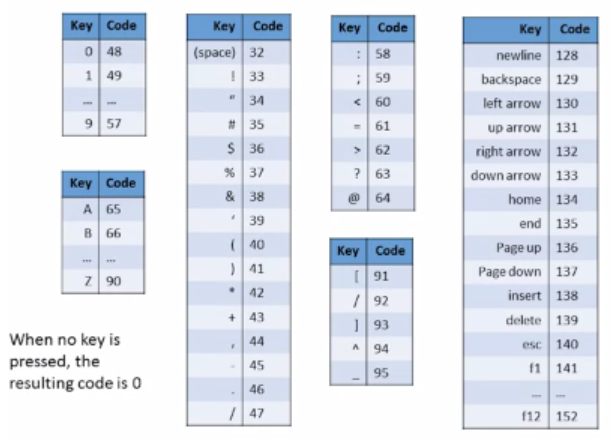 Key Code
0 48
1 49
... ...
9 57
Key Code
A 65
B 66
... ...
Z 90
When no key is
pressed, the
resulting code is 0
Key Code
(space) 32
! 33
“ 34
# 35
$ 36
% 37
& 38
‘ 39
( 40
) 41
* 42
+ 43
, 44
- 45
. 46
/ 47
Key Code
: 58
; 59
< 60
= 61
> 62
? 63
@ 64
Key Code
[ 91
/ 92
] 93
^ 94
_ 95
Key Code
newline 128
backspace 129
left arrow 130
up arrow 131
right arrow 132
down arrow 133
home 134
end 135
Page up 136
Page down 137
insert 138
delete 139
esc 140
f1 141
... ...
f12 152